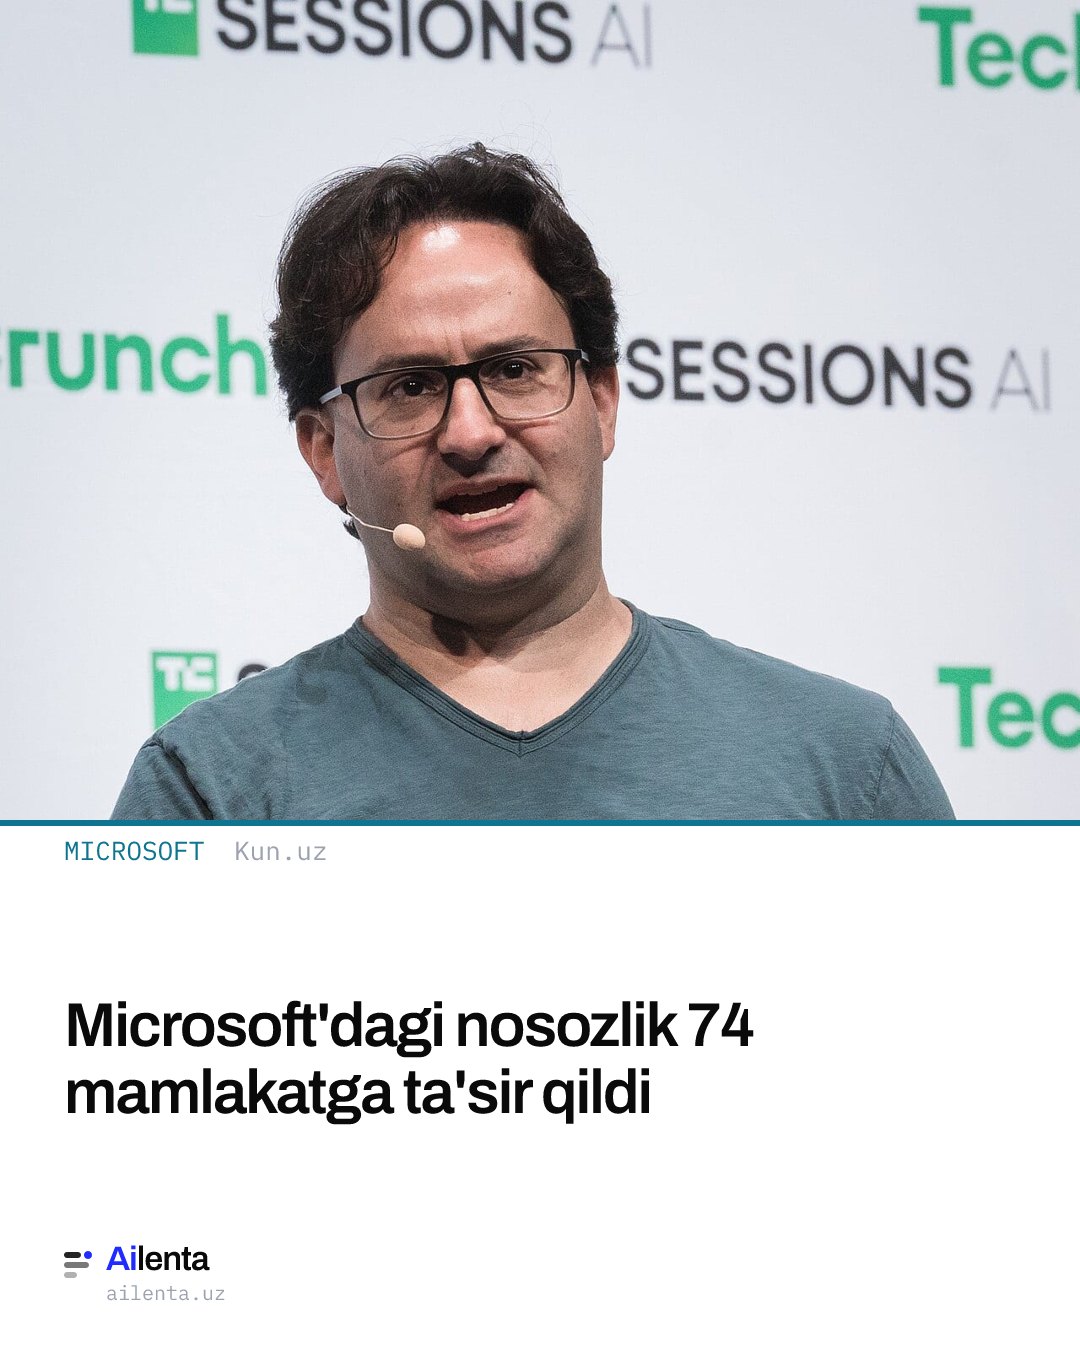 SESSIONS AI
Tec
runch
SESSIONS AI
TC
Tec
MICROSOFT Kun.uz
Microsoft'dagi nosozlik 74
mamlakatga ta'sir qildi
Ailenta
ailenta.uz